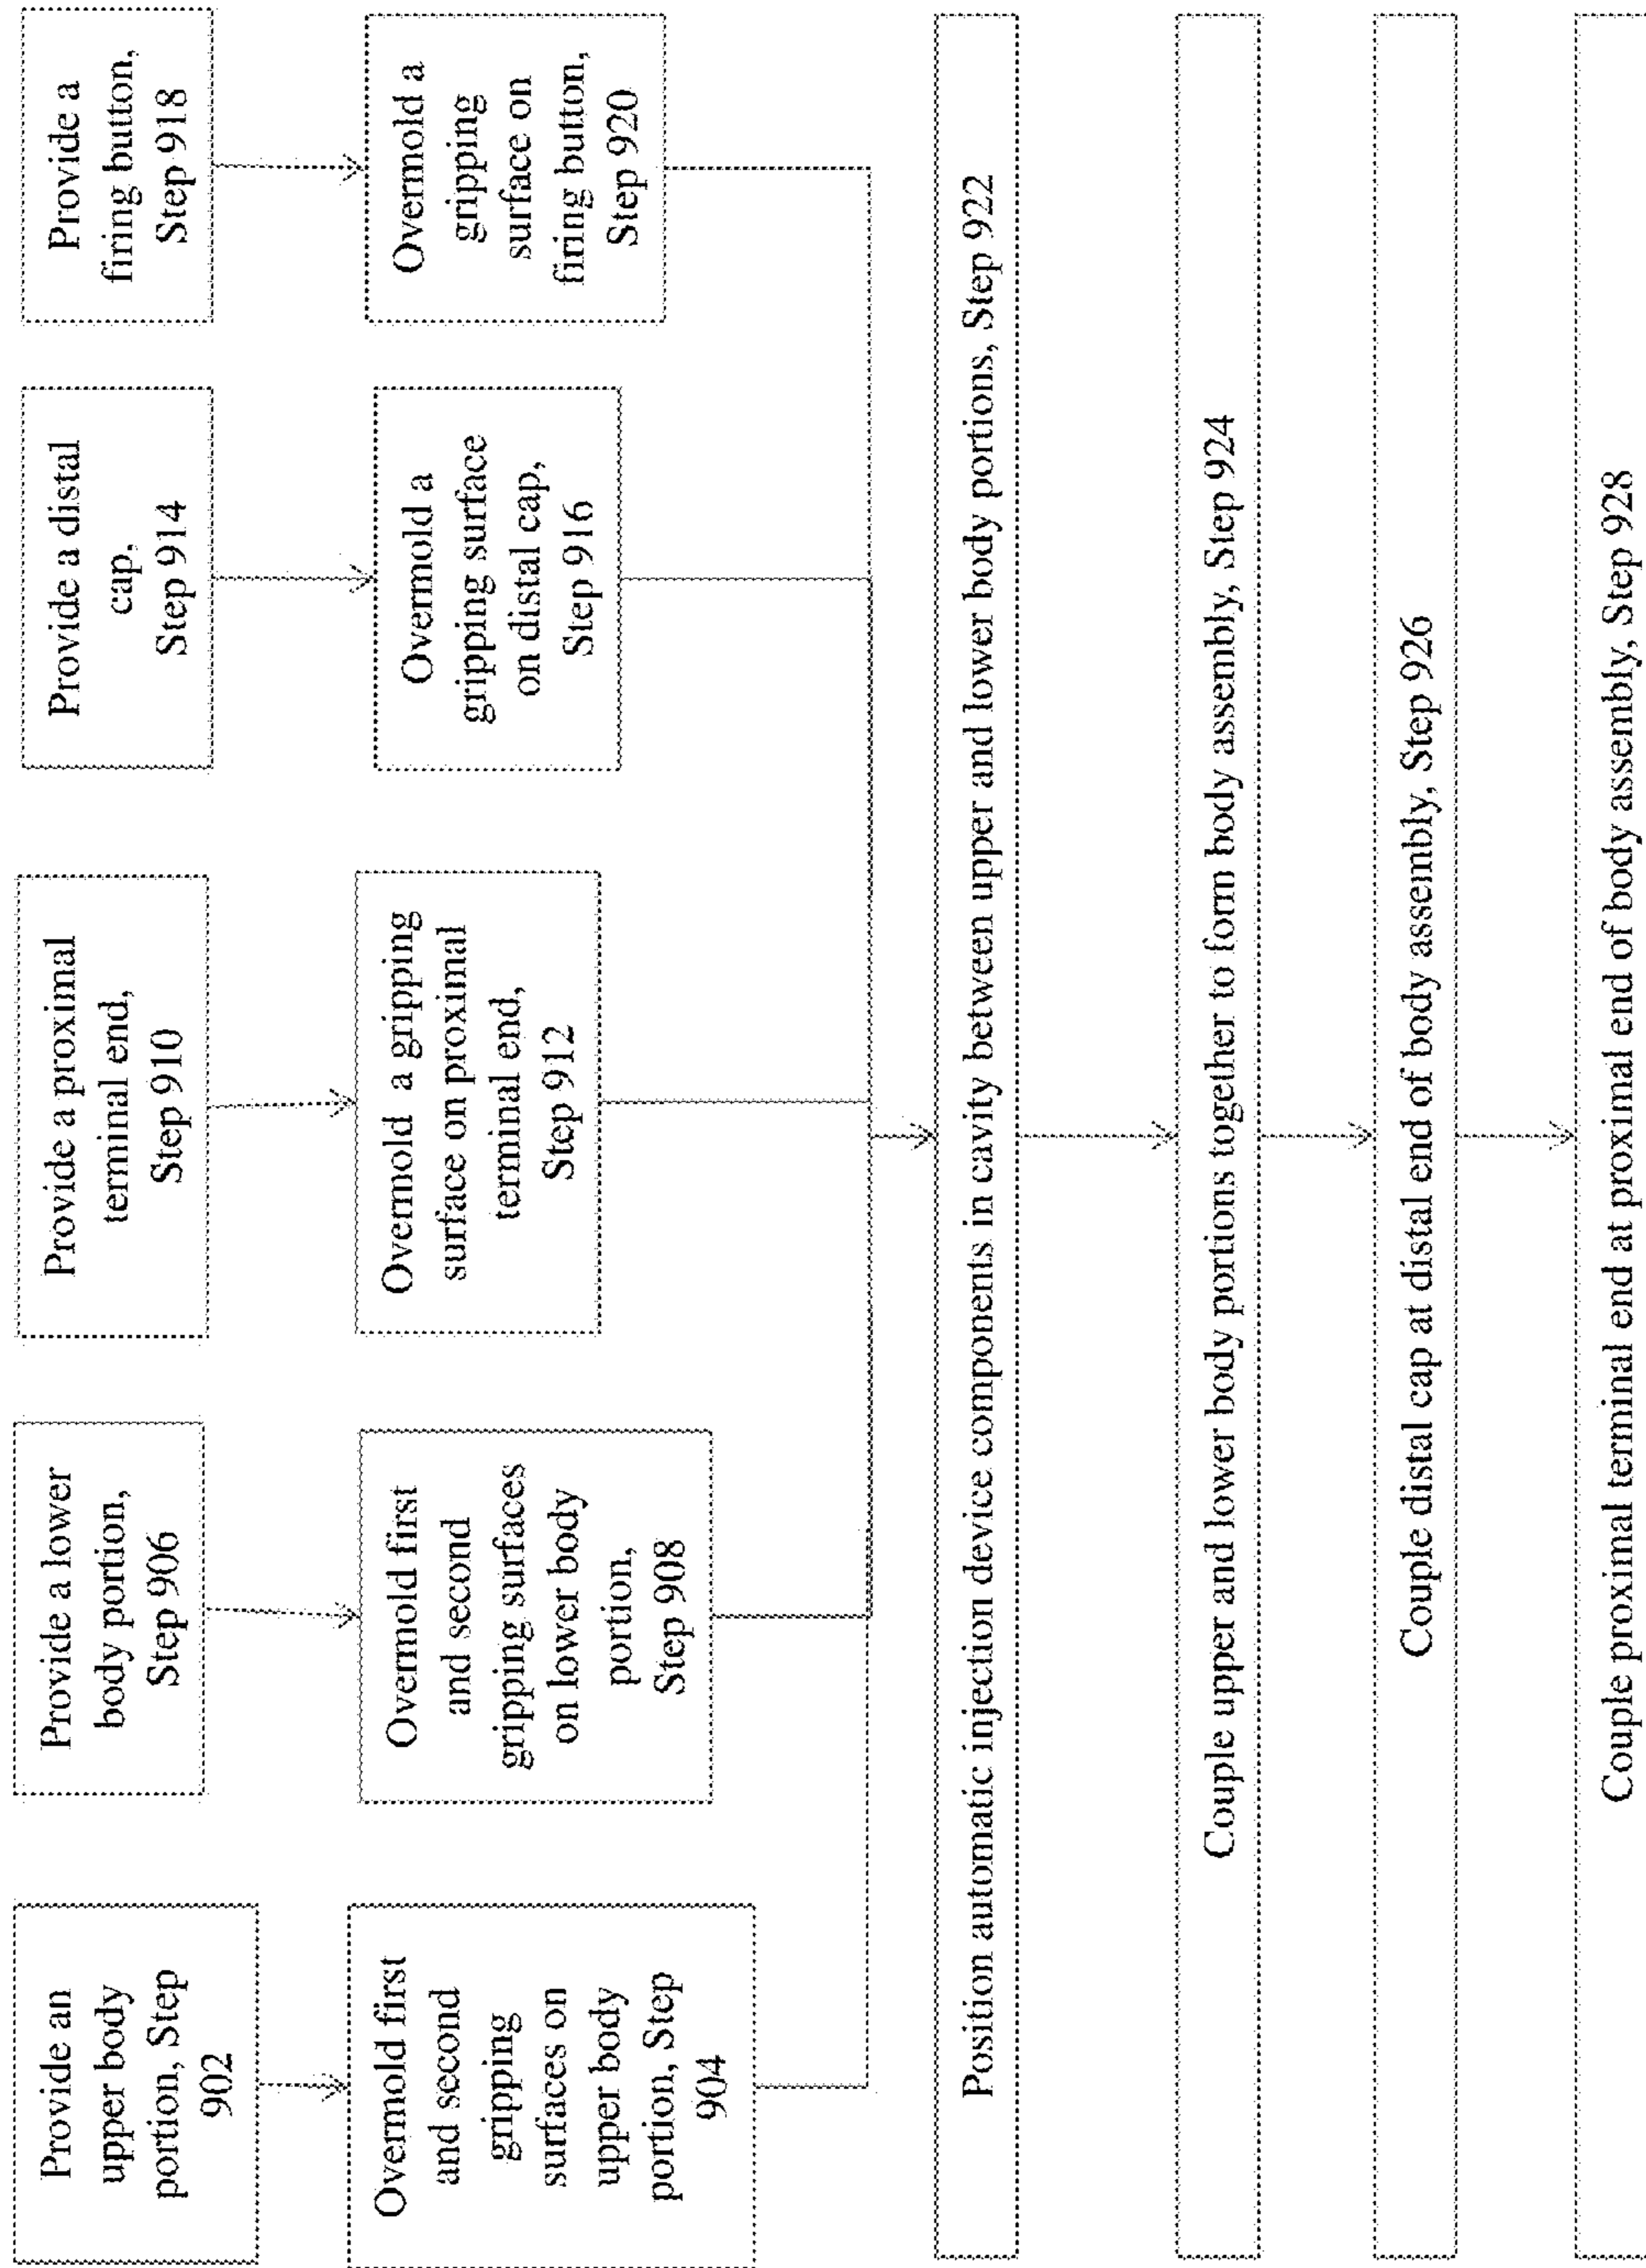 Provide an
upper body
portion, Step
902
Overmold first
and second
gripping
surfaces on
upper body
portion, Step
904
Provide a lower
body portion,
Step 906
Overmold first
and second
gripping surfaces
on lower body
portion,
Step 908
Provide a proximal
terminal end,
Step 910
Overmold a gripping
surface on proximal
terminal end,
Step 912
Provide a distal
cap,
Step 914
Overmold a
gripping surface
on distal cap,
Step 916
Provide a
firing button,
Step 918
Overmold a
gripping
surface on
firing button,
Step 920
Position automatic injection device components in cavity between upper and lower body portions, Step 922
Couple upper and lower body portions together to form body assembly, Step 924
Couple distal cap at distal end of body assembly, Step 926
Couple proximal terminal end at proximal end of body assembly, Step 928